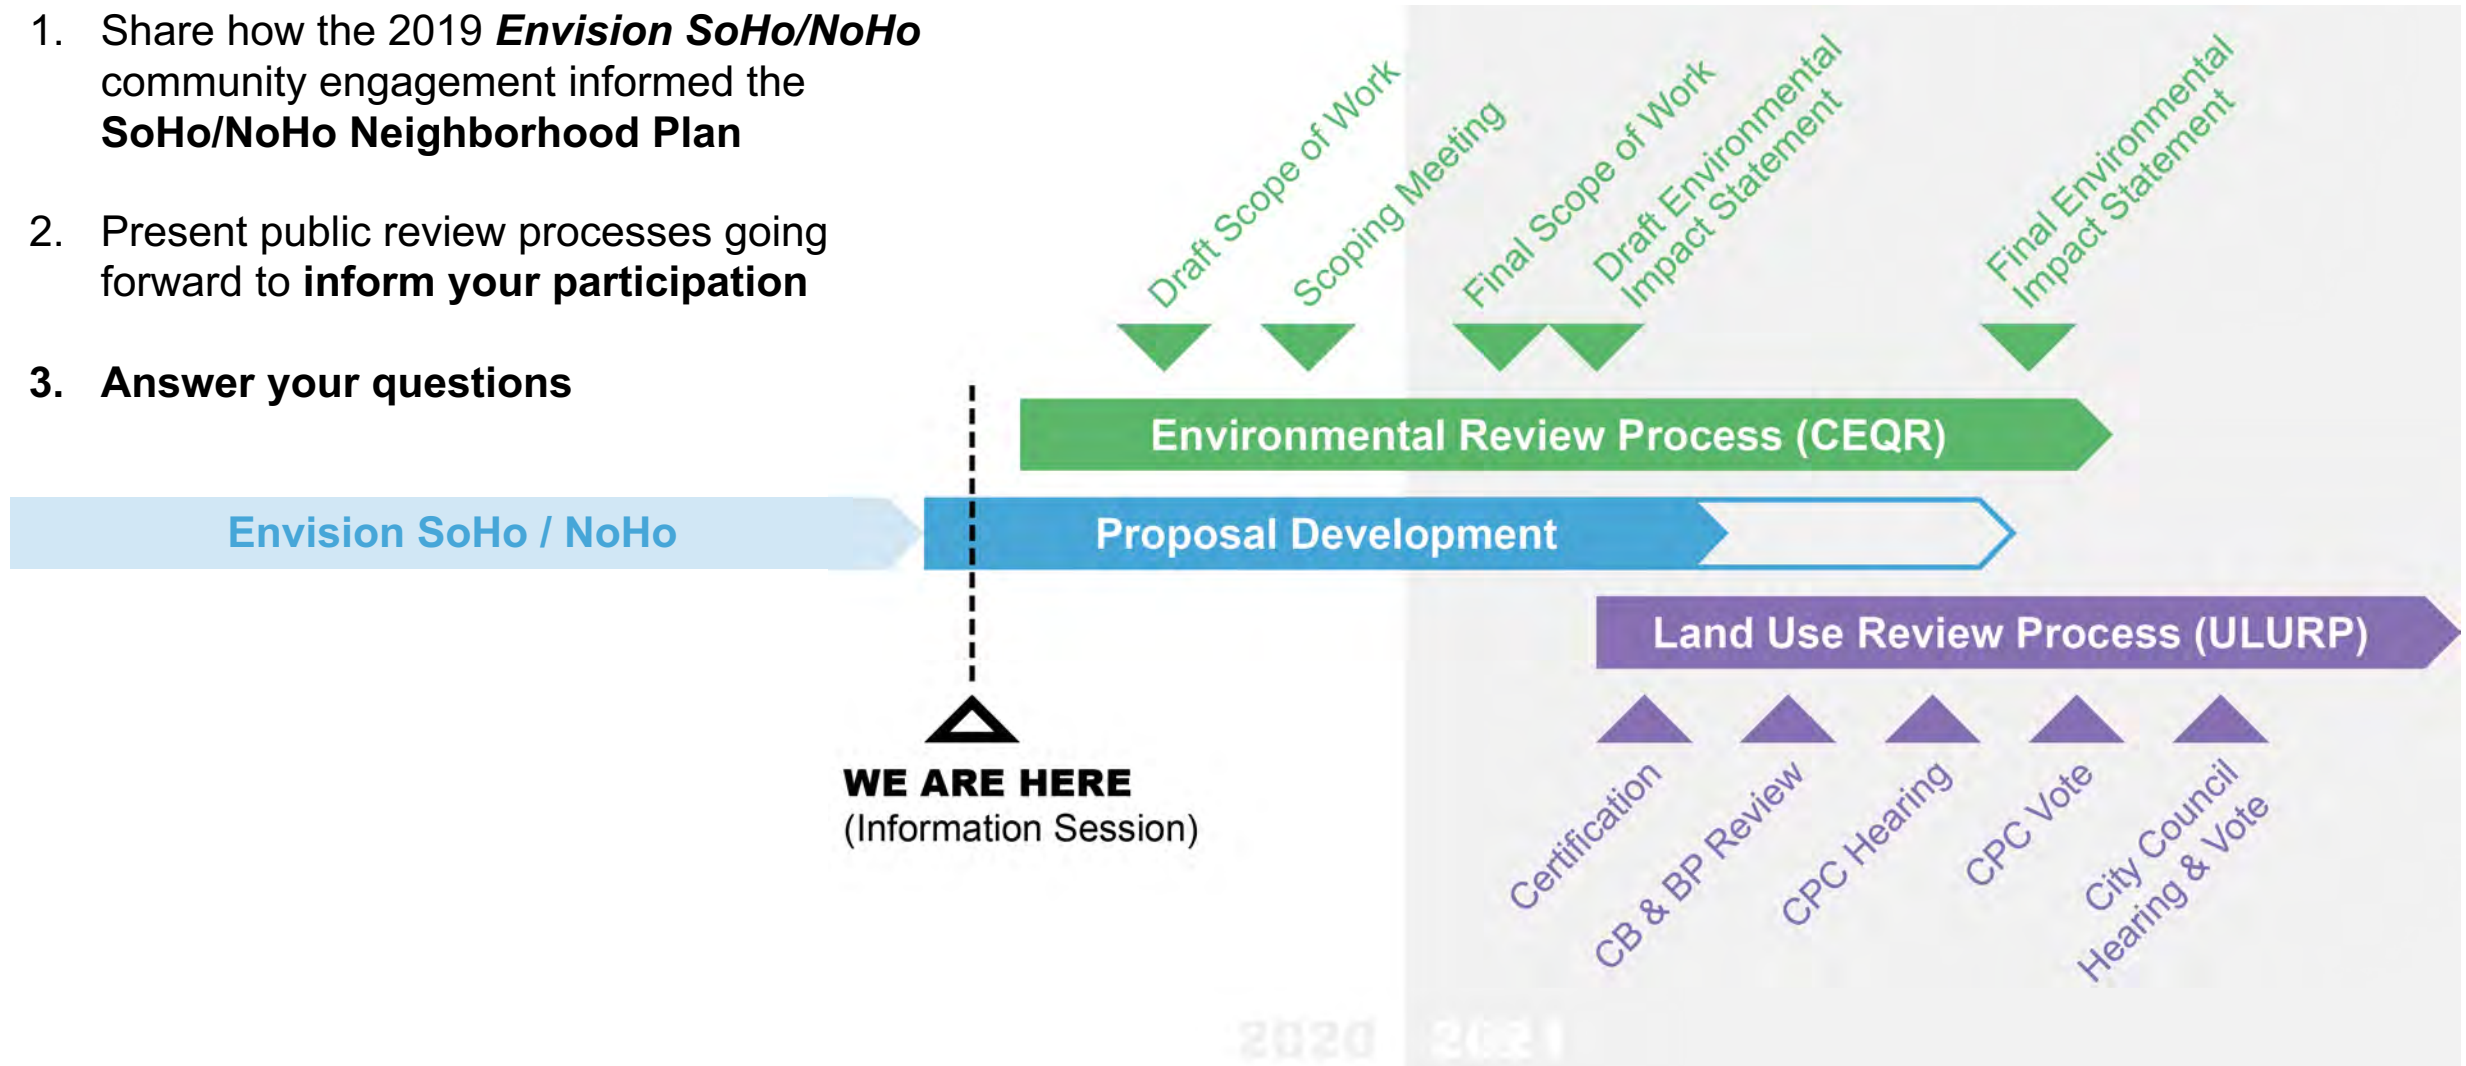 1. Share how the 2019 Envision SoHo/NoHo
community engagement informed the
SoHo/NoHo Neighborhood Plan
2. Present public review processes going
forward to inform your participation
3. Answer your questions
Draft Scope of Work
Scoping Meeting
Final Scope of Work
Draft Environmental
Impact Statement
Final Environmental
Impact Statement
Environmental Review Process (CEQR)
Envision SoHo / NoHo
Proposal Development
Land Use Review Process (ULURP)
WE ARE HERE
(Information Session)
Certification
CB & BP Review
CPC Hearing
CPC Vote
City Council
Hearing & Vote
2020
2021